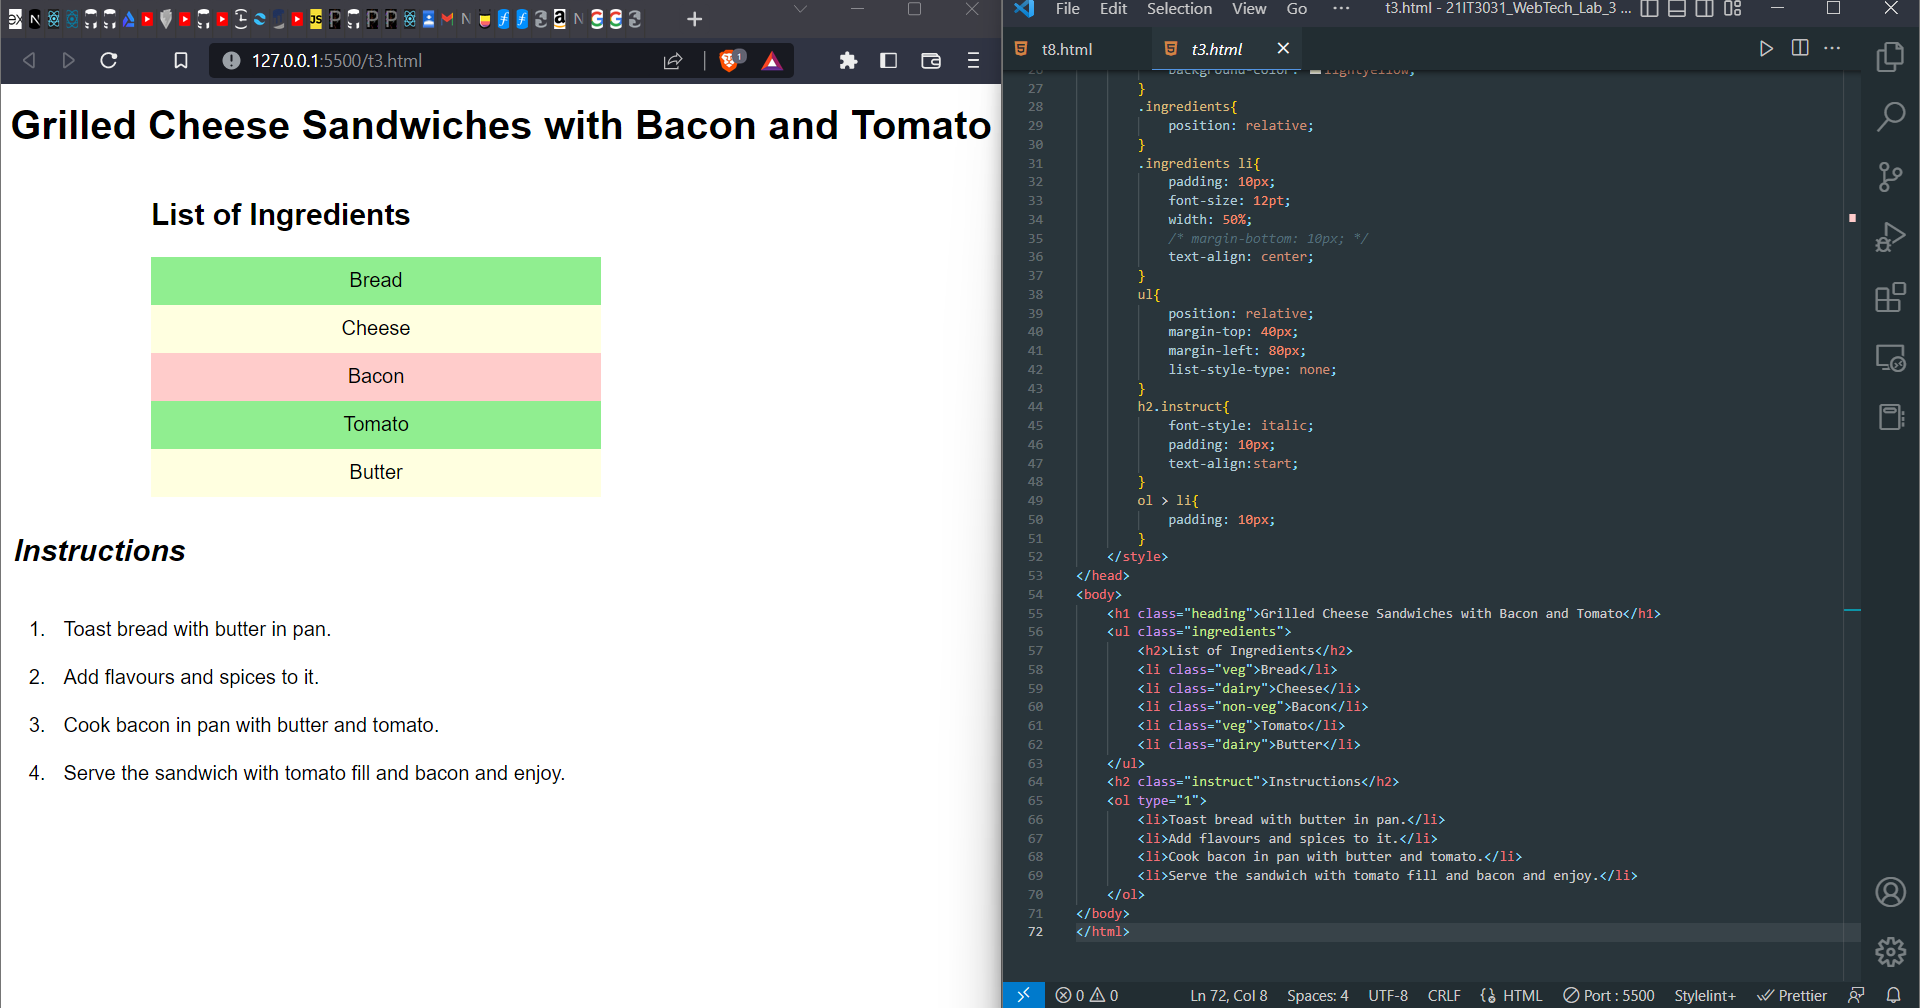 127.0.0.1:5500/t3.html
Grilled Cheese Sandwiches with Bacon and Tomato
List of Ingredients
Bread
Cheese
Bacon
Tomato
Butter
Instructions
1. Toast bread with butter in pan.
2. Add flavours and spices to it.
3. Cook bacon in pan with butter and tomato.
4. Serve the sandwich with tomato fill and bacon and enjoy.
File Edit Selection View Go ··· t3.html - 21IT3031_WebTech_Lab_3 ...
t8.html t3.html
26 background-color: lightyellow;
27 }
28 .ingredients{
29 position: relative;
30 }
31 .ingredients li{
32 padding: 10px;
33 font-size: 12pt;
34 width: 50%;
35 /* margin-bottom: 10px; */
36 text-align: center;
37 }
38 ul{
39 position: relative;
40 margin-top: 40px;
41 margin-left: 80px;
42 list-style-type: none;
43 }
44 h2.instruct{
45 font-style: italic;
46 padding: 10px;
47 text-align:start;
48 }
49 ol > li{
50 padding: 10px;
51 }
52 </style>
53 </head>
54 <body>
55 <h1 class="heading">Grilled Cheese Sandwiches with Bacon and Tomato</h1>
56 <ul class="ingredients">
57 <h2>List of Ingredients</h2>
58 <li class="veg">Bread</li>
59 <li class="dairy">Cheese</li>
60 <li class="non-veg">Bacon</li>
61 <li class="veg">Tomato</li>
62 <li class="dairy">Butter</li>
63 </ul>
64 <h2 class="instruct">Instructions</h2>
65 <ol type="1">
66 <li>Toast bread with butter in pan.</li>
67 <li>Add flavours and spices to it.</li>
68 <li>Cook bacon in pan with butter and tomato.</li>
69 <li>Serve the sandwich with tomato fill and bacon and enjoy.</li>
70 </ol>
71 </body>
72 </html>
0 0 Ln 72, Col 8 Spaces: 4 UTF-8 CRLF HTML Port : 5500 Stylelint+ Prettier